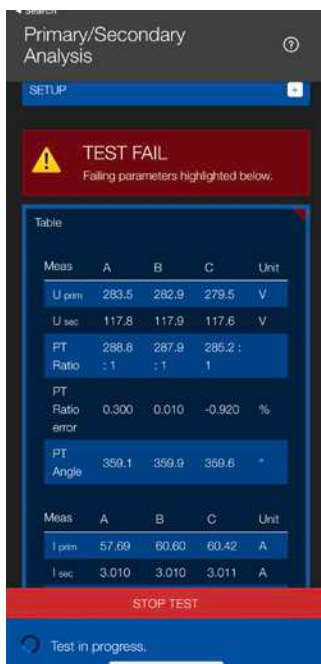 Search
Primary/Secondary
Analysis
?
SETUP +
TEST FAIL
Failing parameters highlighted below.
Table
Meas A B C Unit
U prim 283.5 282.9 279.5 V
U sec 117.8 117.9 117.6 V
PT Ratio 288.8 : 1 287.9 : 1 285.2 : 1
PT Ratio error 0.300 0.010 -0.920 %
PT Angle 359.1 359.9 359.6 °
Meas A B C Unit
I prim 57.69 60.60 60.42 A
I sec 3.010 3.010 3.011 A
STOP TEST
Test in progress.